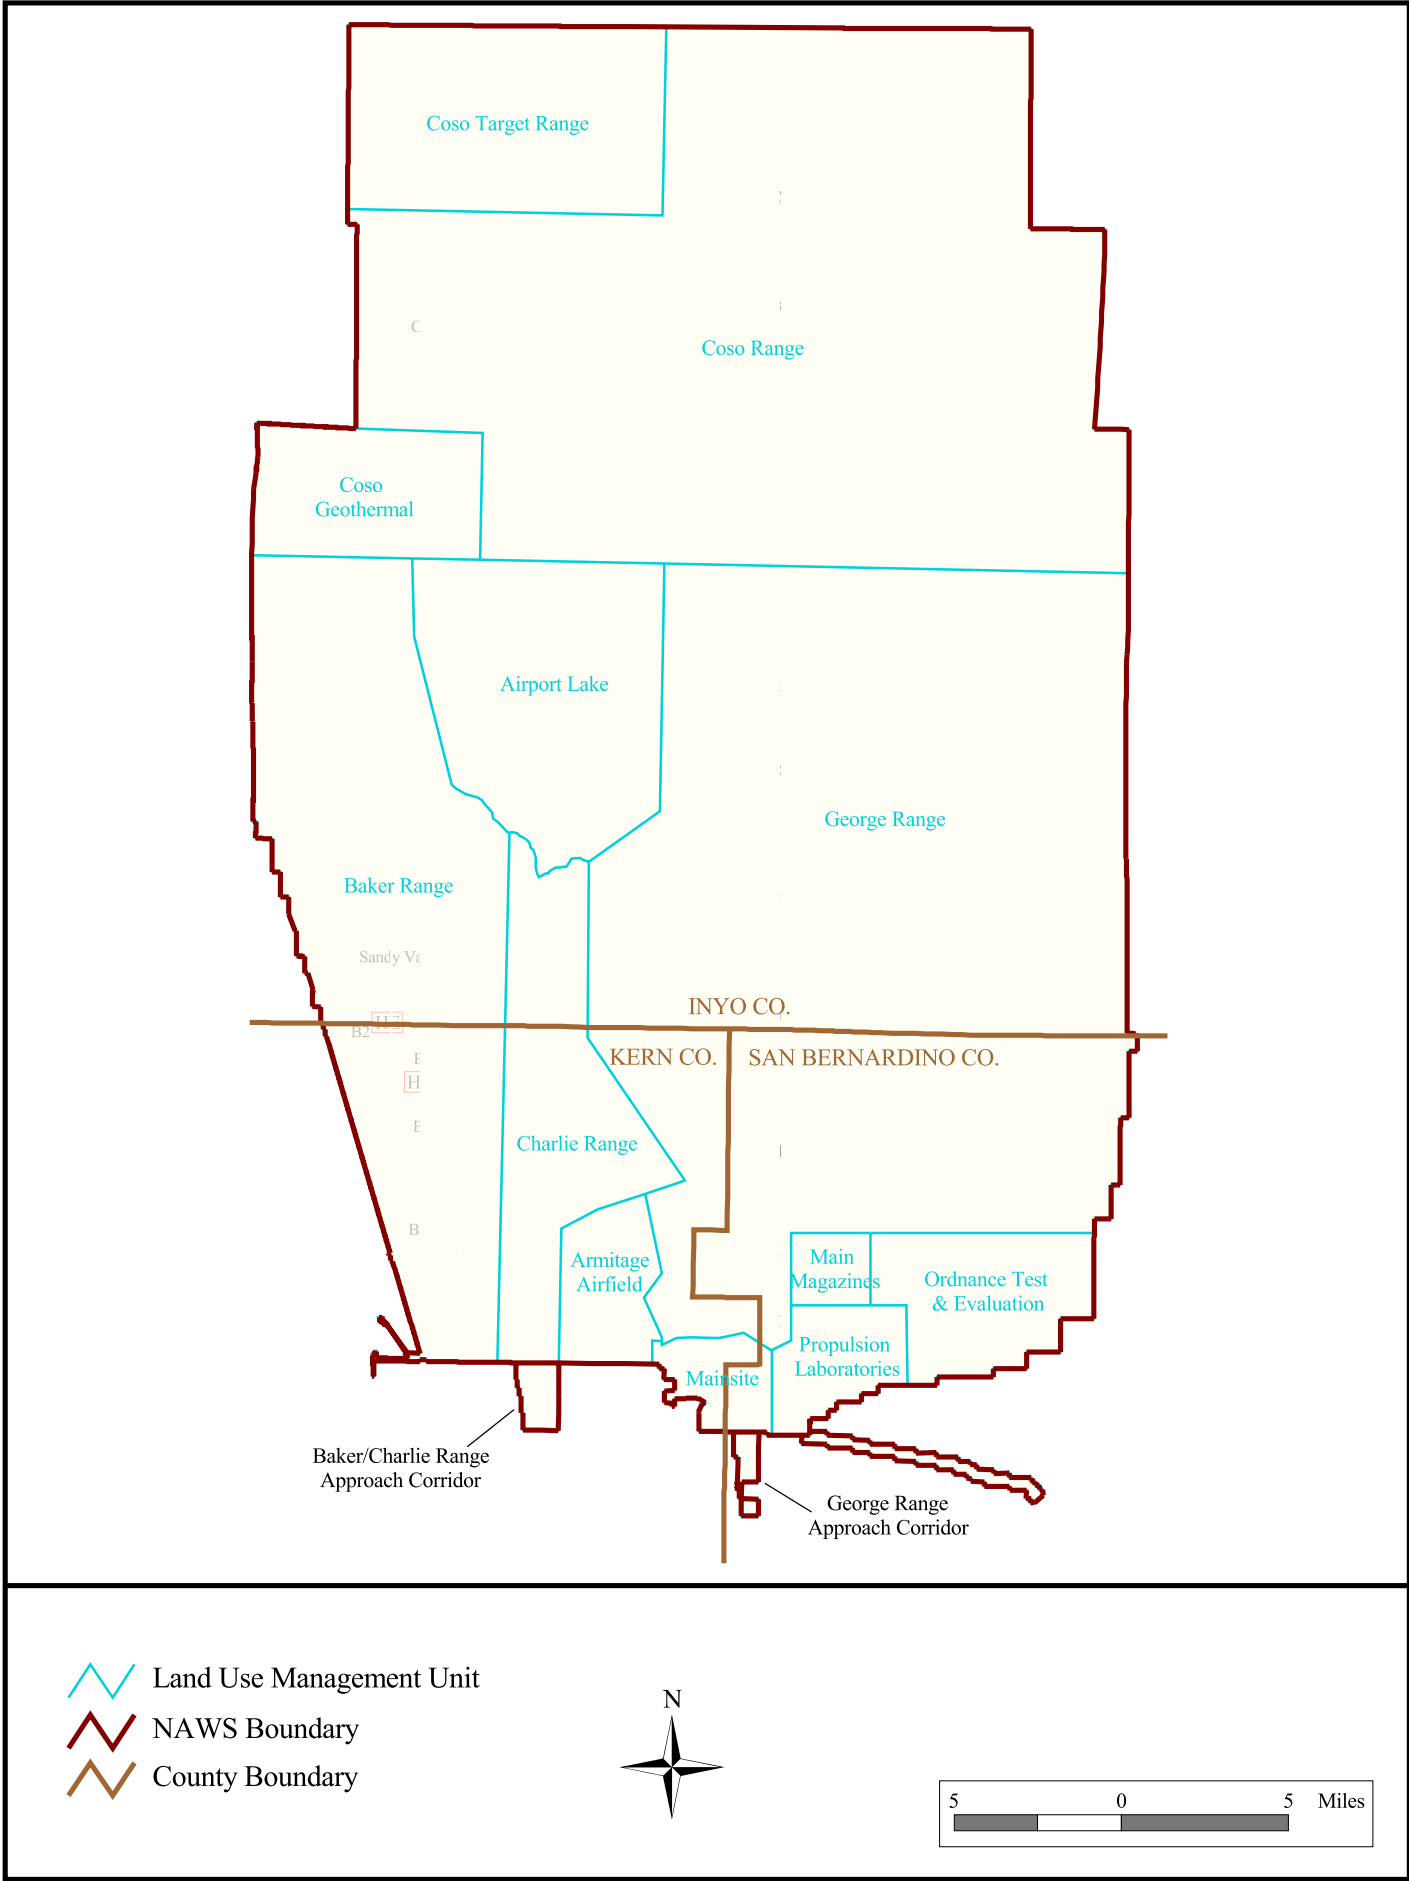 Coso Target Range
Coso Range
Coso
Geothermal
Airport Lake
George Range
Baker Range
Sandy
B2
INYO CO.
KERN CO.
SAN BERNARDINO CO.
H
Charlie Range
B
Armitage
Airfield
Main
Magazines
Ordnance Test
& Evaluation
Propulsion
Laboratories
Mainsite
Baker/Charlie Range
Approach Corridor
George Range
Approach Corridor
Land Use Management Unit
NAWS Boundary
County Boundary
N
5 0 5 Miles